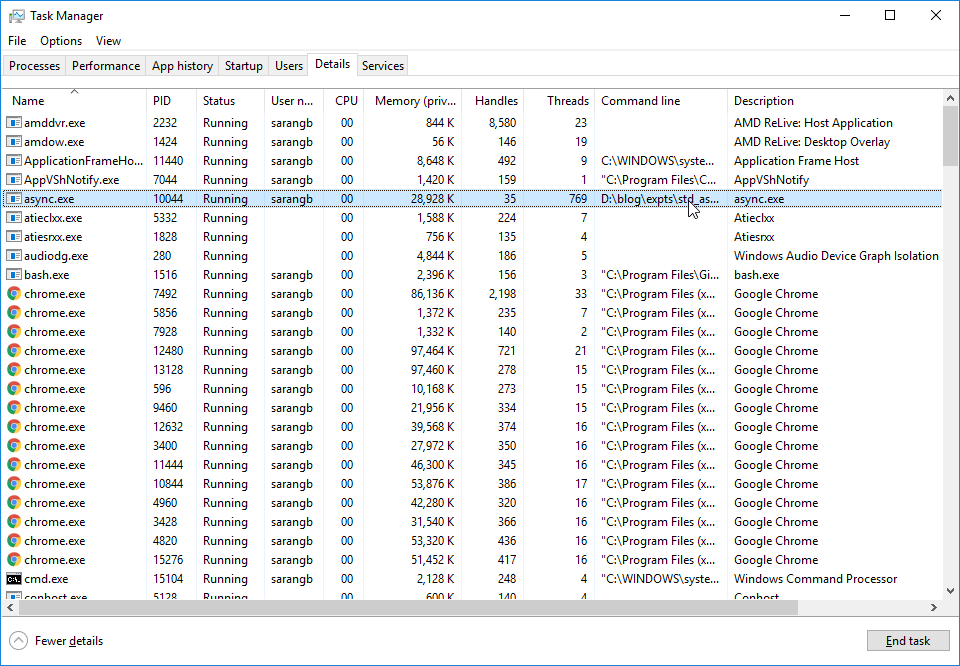 Task Manager
File Options View
Processes Performance App history Startup Users Details Services
Name PID Status User n... CPU Memory (priv... Handles Threads Command line Description
amddvr.exe 2232 Running sarangb 00 844 K 8,580 23 AMD ReLive: Host Application
amdow.exe 1424 Running sarangb 00 56 K 146 19 AMD ReLive: Desktop Overlay
ApplicationFrameHo... 11440 Running sarangb 00 8,648 K 492 9 C:\WINDOWS\syste... Application Frame Host
AppVShNotify.exe 7044 Running sarangb 00 1,420 K 159 1 "C:\Program Files\C... AppVShNotify
async.exe 10044 Running sarangb 00 28,928 K 35 769 D:\blog\expts\std_as... async.exe
atieclxx.exe 5332 Running 00 1,588 K 224 7 Atieclxx
atiesrxx.exe 1828 Running 00 756 K 135 4 Atiesrxx
audiodg.exe 280 Running 00 4,844 K 186 5 Windows Audio Device Graph Isolation
bash.exe 1516 Running sarangb 00 2,396 K 156 3 "C:\Program Files\Gi... bash.exe
chrome.exe 7492 Running sarangb 00 86,136 K 2,198 33 "C:\Program Files (x... Google Chrome
chrome.exe 5856 Running sarangb 00 1,372 K 235 7 "C:\Program Files (x... Google Chrome
chrome.exe 7928 Running sarangb 00 1,332 K 140 2 "C:\Program Files (x... Google Chrome
chrome.exe 12480 Running sarangb 00 97,464 K 721 21 "C:\Program Files (x... Google Chrome
chrome.exe 13128 Running sarangb 00 97,460 K 278 15 "C:\Program Files (x... Google Chrome
chrome.exe 596 Running sarangb 00 10,168 K 273 15 "C:\Program Files (x... Google Chrome
chrome.exe 9460 Running sarangb 00 21,956 K 334 15 "C:\Program Files (x... Google Chrome
chrome.exe 12632 Running sarangb 00 39,568 K 374 16 "C:\Program Files (x... Google Chrome
chrome.exe 3400 Running sarangb 00 27,972 K 350 16 "C:\Program Files (x... Google Chrome
chrome.exe 11444 Running sarangb 00 46,300 K 345 16 "C:\Program Files (x... Google Chrome
chrome.exe 10844 Running sarangb 00 53,876 K 386 17 "C:\Program Files (x... Google Chrome
chrome.exe 4960 Running sarangb 00 42,280 K 320 16 "C:\Program Files (x... Google Chrome
chrome.exe 3428 Running sarangb 00 31,540 K 366 16 "C:\Program Files (x... Google Chrome
chrome.exe 4820 Running sarangb 00 53,320 K 436 16 "C:\Program Files (x... Google Chrome
chrome.exe 15276 Running sarangb 00 51,452 K 417 16 "C:\Program Files (x... Google Chrome
cmd.exe 15104 Running sarangb 00 2,128 K 248 4 "C:\WINDOWS\syste... Windows Command Processor
conhost.exe 5128 Running 00 600 K 140 4 Conhost
Fewer details End task